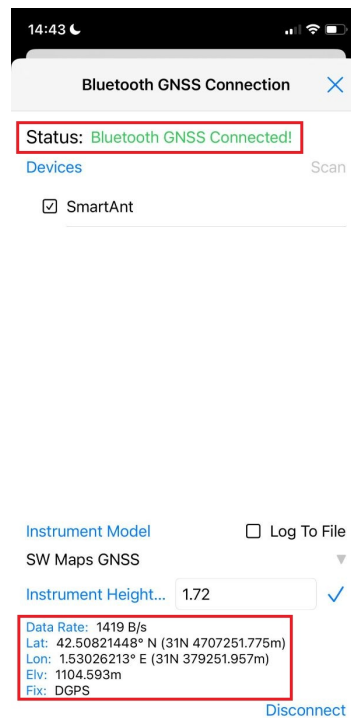 14:43
Bluetooth GNSS Connection
Status: Bluetooth GNSS Connected!
Devices Scan
SmartAnt
Instrument Model Log To File
SW Maps GNSS
Instrument Height... 1.72
Data Rate: 1419 B/s
Lat: 42.50821448° N (31N 4707251.775m)
Lon: 1.53026213° E (31N 379251.957m)
Elv: 1104.593m
Fix: DGPS
Disconnect